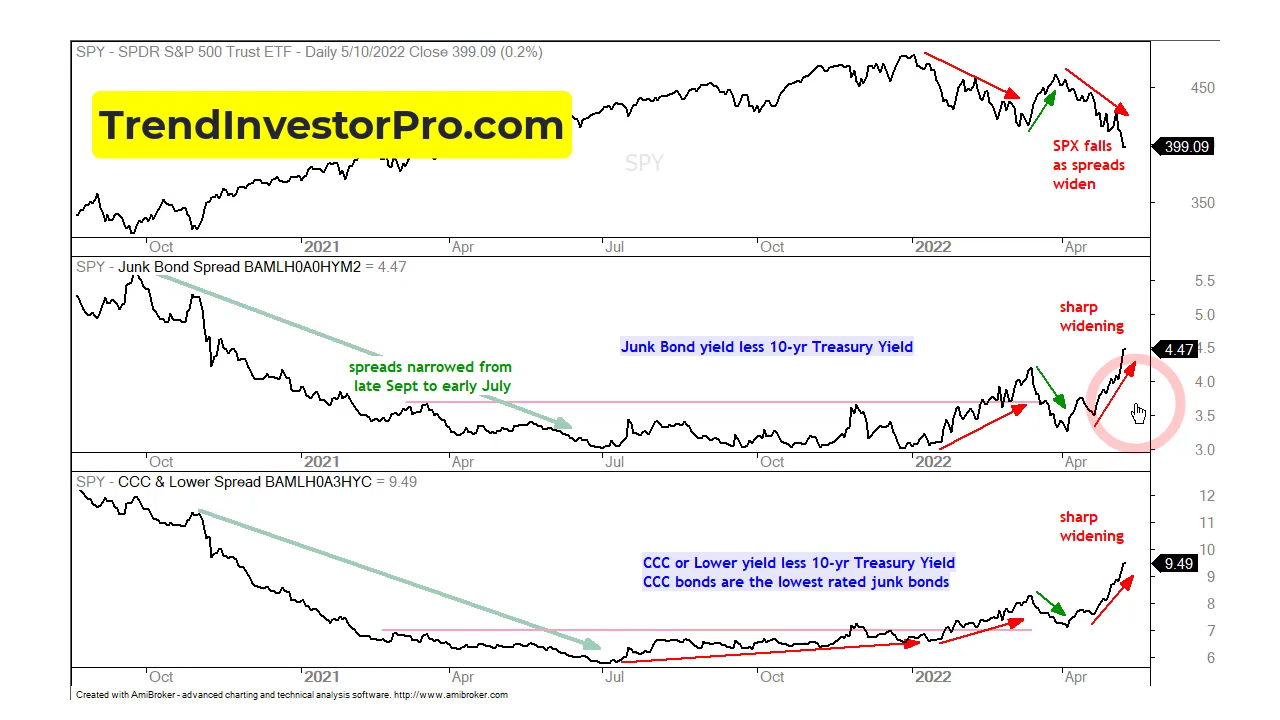 SPY - SPDR S&P 500 Trust ETF - Daily 5/10/2022 Close 399.09 (0.2%)
TrendInvestorPro.com
SPY
450
399.09
350
SPX falls
as spreads
widen
Oct 2021 Apr Jul Oct 2022 Apr
SPY - Junk Bond Spread BAMLH0A0HYM2 = 4.47
5.5
5.0
4.5
4.47
4.0
3.5
3.0
sharp
widening
Junk Bond yield less 10-yr Treasury Yield
spreads narrowed from
late Sept to early July
Oct 2021 Apr Jul Oct 2022 Apr
SPY - CCC & Lower Spread BAMLH0A3HYC = 9.49
12
11
10
9.49
9
8
7
6
sharp
widening
CCC or Lower yield less 10-yr Treasury Yield
CCC bonds are the lowest rated junk bonds
Oct 2021 Apr Jul Oct 2022 Apr
Created with AmiBroker - advanced charting and technical analysis software. http://www.amibroker.com